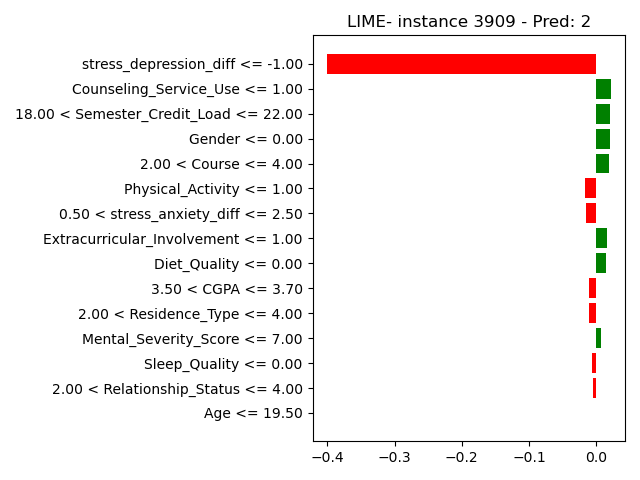 LIME- instance 3909 - Pred: 2
stress_depression_diff <= -1.00
Counseling_Service_Use <= 1.00
18.00 < Semester_Credit_Load <= 22.00
Gender <= 0.00
2.00 < Course <= 4.00
Physical_Activity <= 1.00
0.50 < stress_anxiety_diff <= 2.50
Extracurricular_Involvement <= 1.00
Diet_Quality <= 0.00
3.50 < CGPA <= 3.70
2.00 < Residence_Type <= 4.00
Mental_Severity_Score <= 7.00
Sleep_Quality <= 0.00
2.00 < Relationship_Status <= 4.00
Age <= 19.50
−0.4 −0.3 −0.2 −0.1 0.0